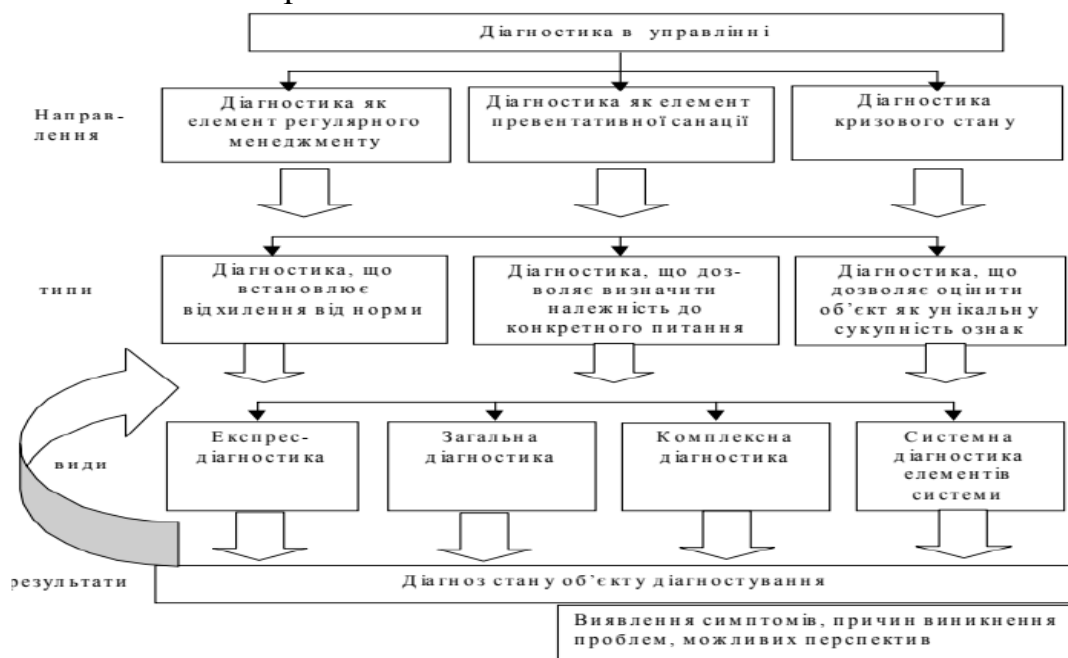 Діагностика в управлінні
Направ-
лення
Діагностика як
елемент регулярного
менеджменту
Діагностика як елемент
превентативної санації
Діагностика
кризового стану
типи
Діагностика, що
встановлює
відхилення від норми
Діагностика, що доз-
воляє визначити
належність до
конкретного питання
Діагностика, що
дозволяє оцінити
об’єкт як унікальну
сукупність ознак
види
Експрес-
діагностика
Загальна
діагностика
Комплексна
діагностика
Системна
діагностика
елементів
системи
результати
Діагноз стану об’єкту діагностування
Виявлення симптомів, причин виникнення
проблем, можливих перспектив